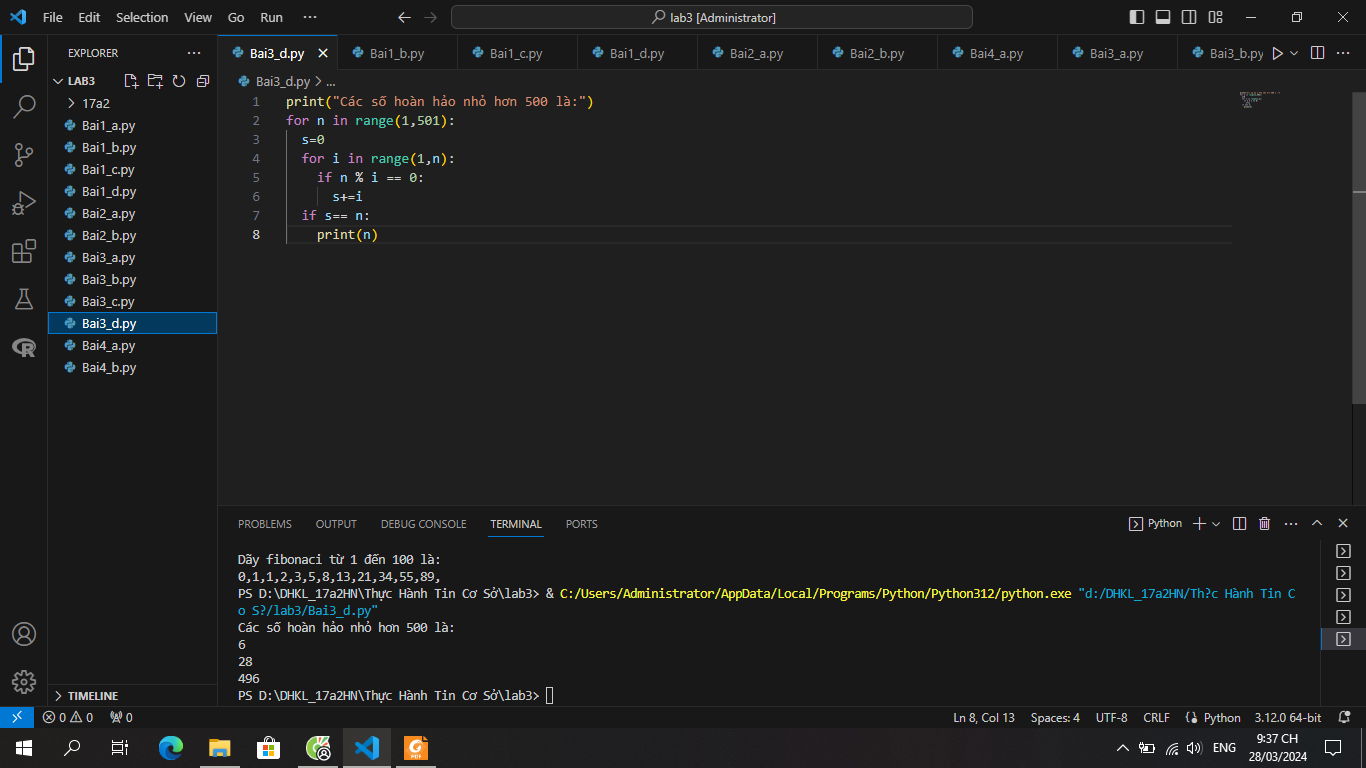 File Edit Selection View Go Run ···
lab3 [Administrator]
EXPLORER ···
LAB3
17a2
Bai1_a.py
Bai1_b.py
Bai1_c.py
Bai1_d.py
Bai2_a.py
Bai2_b.py
Bai3_a.py
Bai3_b.py
Bai3_c.py
Bai3_d.py
Bai4_a.py
Bai4_b.py
TIMELINE
Bai3_d.py Bai1_b.py Bai1_c.py Bai1_d.py Bai2_a.py Bai2_b.py Bai4_a.py Bai3_a.py Bai3_b.py ···
Bai3_d.py > ...
1 print("Các số hoàn hảo nhỏ hơn 500 là:")
2 for n in range(1,501):
3 s=0
4 for i in range(1,n):
5 if n % i == 0:
6 s+=i
7 if s== n:
8 print(n)
PROBLEMS OUTPUT DEBUG CONSOLE TERMINAL PORTS Python ···
Dãy fibonaci từ 1 đến 100 là:
0,1,1,2,3,5,8,13,21,34,55,89,
PS D:\DHKL_17a2HN\Thực Hành Tin Cơ Sở\lab3> & C:/Users/Administrator/AppData/Local/Programs/Python/Python312/python.exe "d:/DHKL_17a2HN/Th?c Hành Tin C
o S?/lab3/Bai3_d.py"
Các số hoàn hảo nhỏ hơn 500 là:
6
28
496
PS D:\DHKL_17a2HN\Thực Hành Tin Cơ Sở\lab3>
0 0 0 Ln 8, Col 13 Spaces: 4 UTF-8 CRLF Python 3.12.0 64-bit
ENG
9:37 CH
28/03/2024